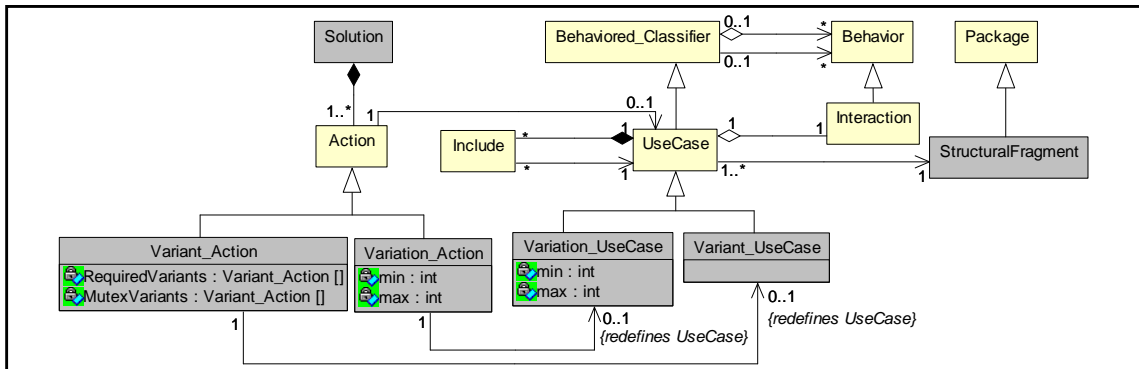 Solution
Behaviored_Classifier
0..1
*
0..1
*
Behavior
Package
1..*
1
0..1
Action
Include
*
1
*
1
UseCase
1
1
Interaction
1..*
1
StructuralFragment
Variant_Action
RequiredVariants : Variant_Action []
MutexVariants : Variant_Action []
Variation_Action
min : int
max : int
Variation_UseCase
min : int
max : int
Variant_UseCase
1
1
0..1
{redefines UseCase}
0..1
{redefines UseCase}